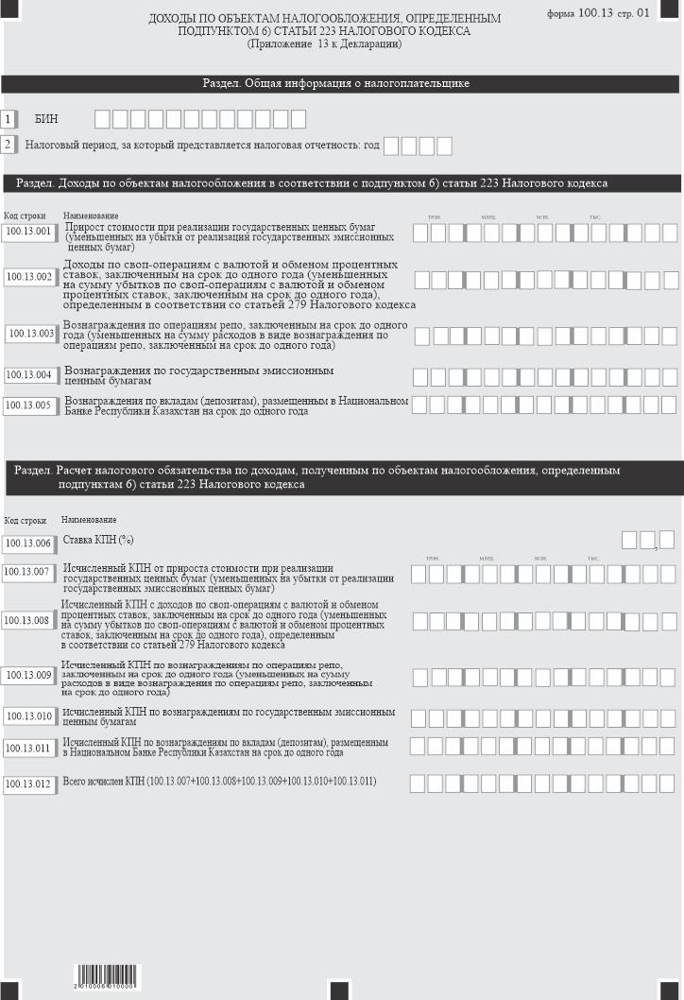 ДОХОДЫ ПО ОБЪЕКТАМ НАЛОГООБЛОЖЕНИЯ, ОПРЕДЕЛЕННЫМ
форма 100.13 стр. 01
ПОДПУНКТОМ 6) СТАТЬИ 223 НАЛОГОВОГО КОДЕКСА
(Приложение 13 к Декларации)
Раздел. Общая информация о налогоплательщике
1 БИН
2 Налоговый период, за который представляется налоговая отчетность: год
Раздел. Доходы по объектам налогообложения в соответствии с подпунктом 6) статьи 223 Налогового кодекса
Код строки Наименование ТРЛН. МЛРД. МЛН. ТЫС.
100.13.001 Прирост стоимости при реализации государственных ценных бумаг
(уменьшенных на убытки от реализации государственных эмиссионных
ценных бумаг)
Доходы по своп-операциям с валютой и обменом процентных
100.13.002 ставок, заключенным на срок до одного года (уменьшенных
на сумму убытков по своп-операциям с валютой и обменом
процентных ставок, заключенным на срок до одного года),
определенным в соответствии со статьей 279 Налогового кодекса
Вознаграждения по операциям репо, заключенным на срок до одного
100.13.003 года (уменьшенных на сумму расходов в виде вознаграждения по
операциям репо, заключенным на срок до одного года)
100.13.004 Вознаграждения по государственным эмиссионным
ценным бумагам
100.13.005 Вознаграждения по вкладам (депозитам), размещенным в Национальном
Банке Республики Казахстан на срок до одного года
Раздел. Расчет налогового обязательства по доходам, полученным по объектам налогообложения, определенным
подпунктам 6) статьи 223 Налогового кодекса
Код строки Наименование
100.13.006 Ставка КПН (%) ,
ТРЛН. МЛРД. МЛН. ТЫС.
100.13.007 Исчисленный КПН от прироста стоимости при реализации
государственных ценных бумаг (уменьшенных на убытки от реализации
государственных эмиссионных ценных бумаг)
Исчисленный КПН с доходов по своп-операциям с валютой и обменом
процентных ставок, заключенным на срок до одного года (уменьшенных
100.13.008 на сумму убытков по своп-операциям с валютой и обменом процентных
ставок, заключенным на срок до одного года), определенным
в соответствии со статьей 279 Налогового кодекса
Исчисленный КПН по вознаграждениям по операциям репо,
100.13.009 заключенным на срок до одного года (уменьшенных на сумму
расходов в виде вознаграждения по операциям репо, заключенным
на срок до одного года)
100.13.010 Исчисленный КПН по вознаграждениям по государственным эмиссионным
ценным бумагам
100.13.011 Исчисленный КПН по вознаграждениям по вкладам (депозитам), размещенным
в Национальном Банке Республики Казахстан на срок до одного года
100.13.012 Всего исчислен КПН (100.13.007+100.13.008+100.13.009+100.13.010+100.13.011)
2 010006 010000